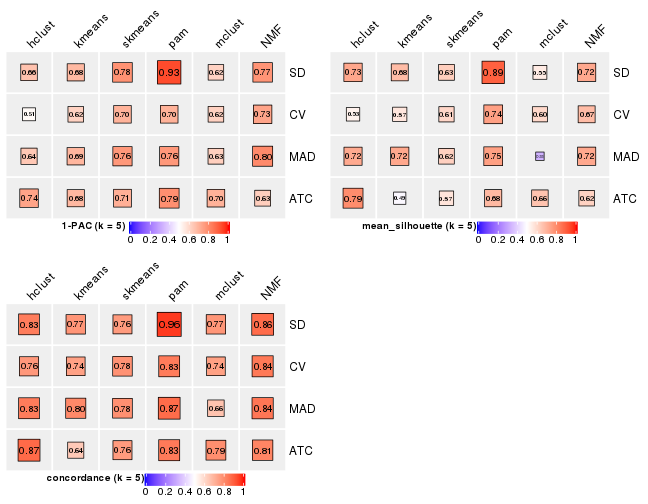 hclust kmeans skmeans pam mclust NMF
0.66 0.68 0.78 0.93 0.62 0.77 SD
0.51 0.62 0.70 0.70 0.62 0.73 CV
0.64 0.69 0.76 0.76 0.63 0.80 MAD
0.74 0.68 0.71 0.79 0.70 0.63 ATC
1-PAC (k = 5)
0 0.2 0.4 0.6 0.8 1
hclust kmeans skmeans pam mclust NMF
0.73 0.68 0.63 0.89 0.55 0.72 SD
0.53 0.57 0.61 0.74 0.60 0.67 CV
0.72 0.72 0.62 0.75 MAD
0.72
0.79 0.49 0.57 0.68 0.66 0.62 ATC
mean_silhouette (k = 5)
0 0.2 0.4 0.6 0.8 1
hclust kmeans skmeans pam mclust NMF
0.83 0.77 0.76 0.96 0.77 0.86 SD
0.76 0.74 0.78 0.83 0.74 0.84 CV
0.83 0.80 0.78 0.87 0.66 0.84 MAD
0.87 0.64 0.76 0.83 0.79 0.81 ATC
concordance (k = 5)
0 0.2 0.4 0.6 0.8 1